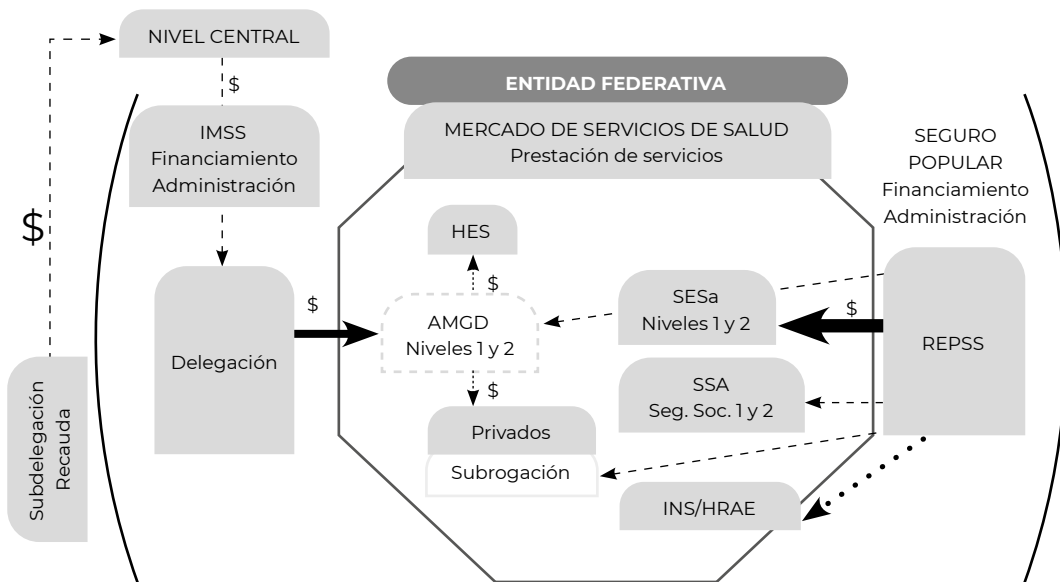 NIVEL CENTRAL
$
ENTIDAD FEDERATIVA
IMSS
Financiamiento
Administración
MERCADO DE SERVICIOS DE SALUD
Prestación de servicios
SEGURO
POPULAR
Financiamiento
Administración
$
HES
$
Delegación
$
AMGD
Niveles 1 y 2
SESa
Niveles 1 y 2
$
REPSS
$
SSA
Seg. Soc. 1 y 2
Privados
Subrogación
INS/HRAE
Subdelegación
Recauda